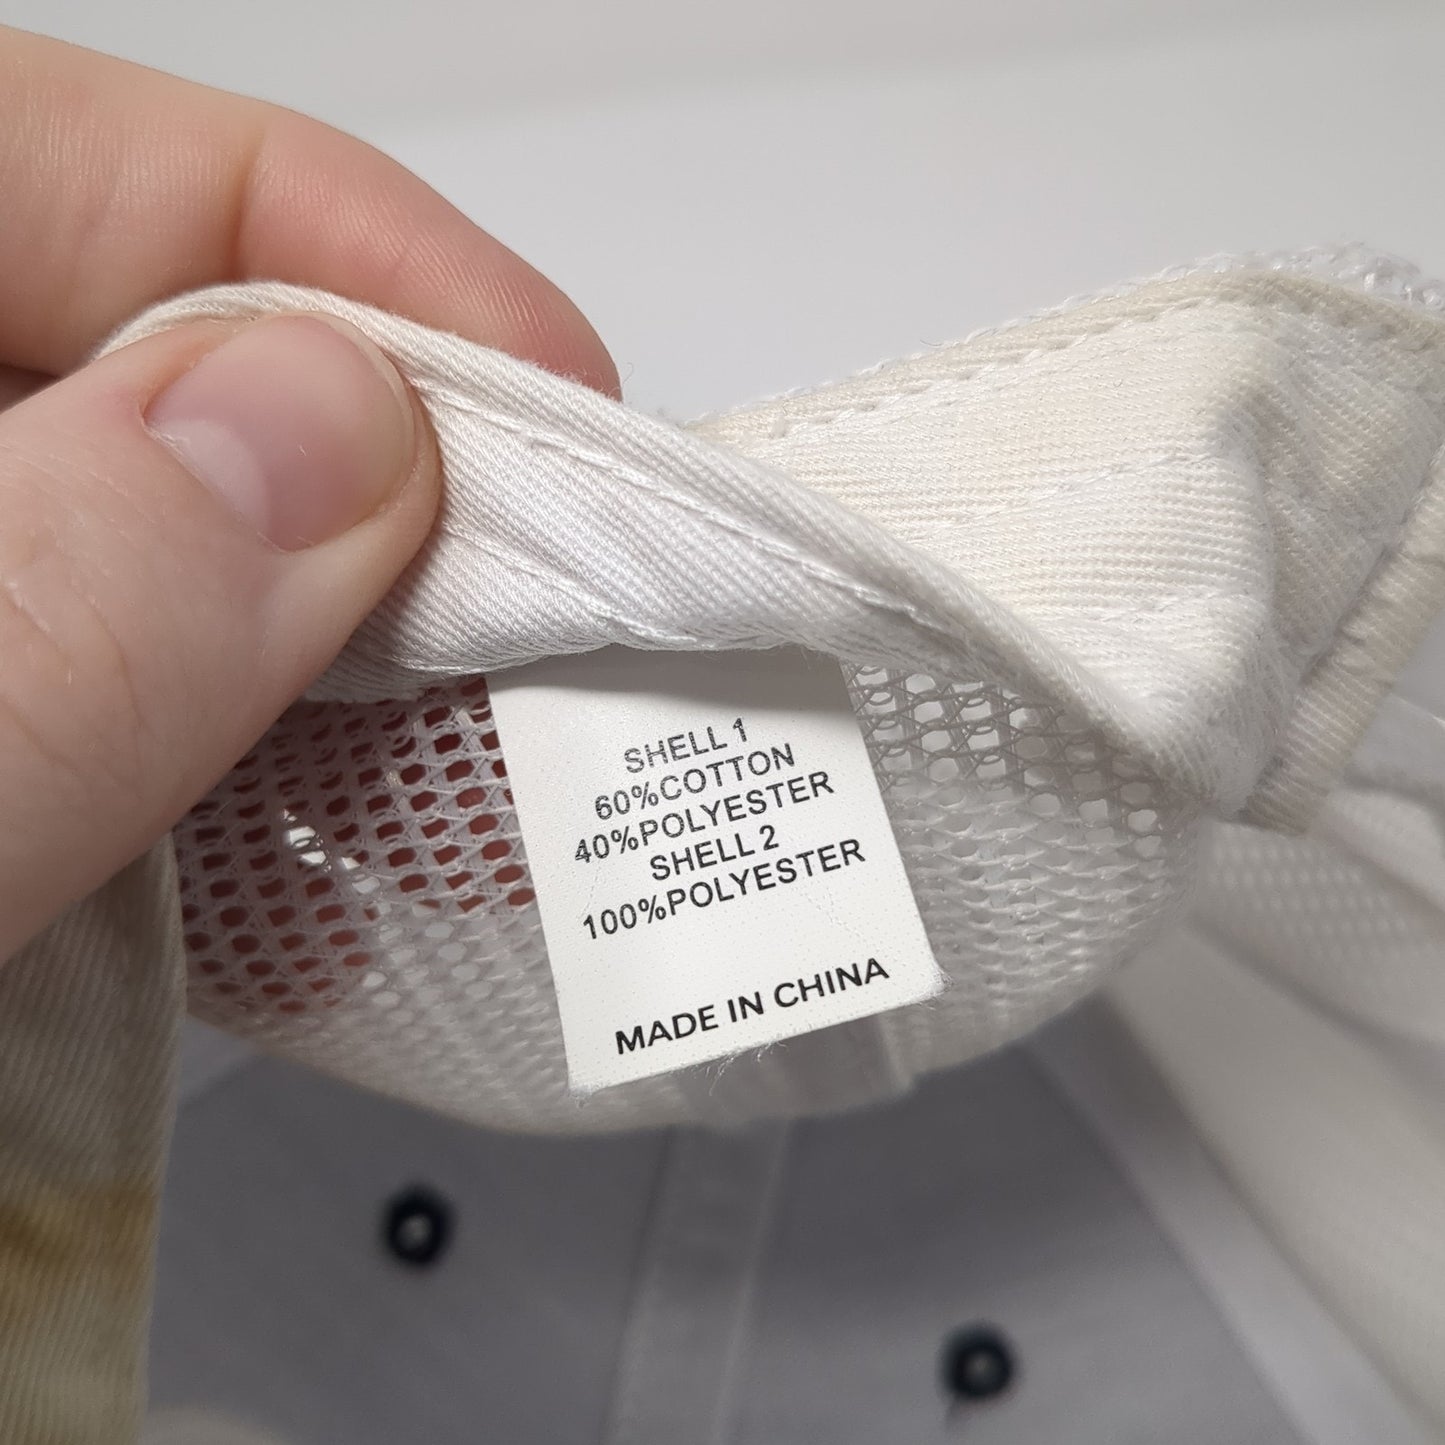 SHELL 1
60%COTTON
40%POLYESTER
SHELL 2
100%POLYESTER
MADE IN CHINA